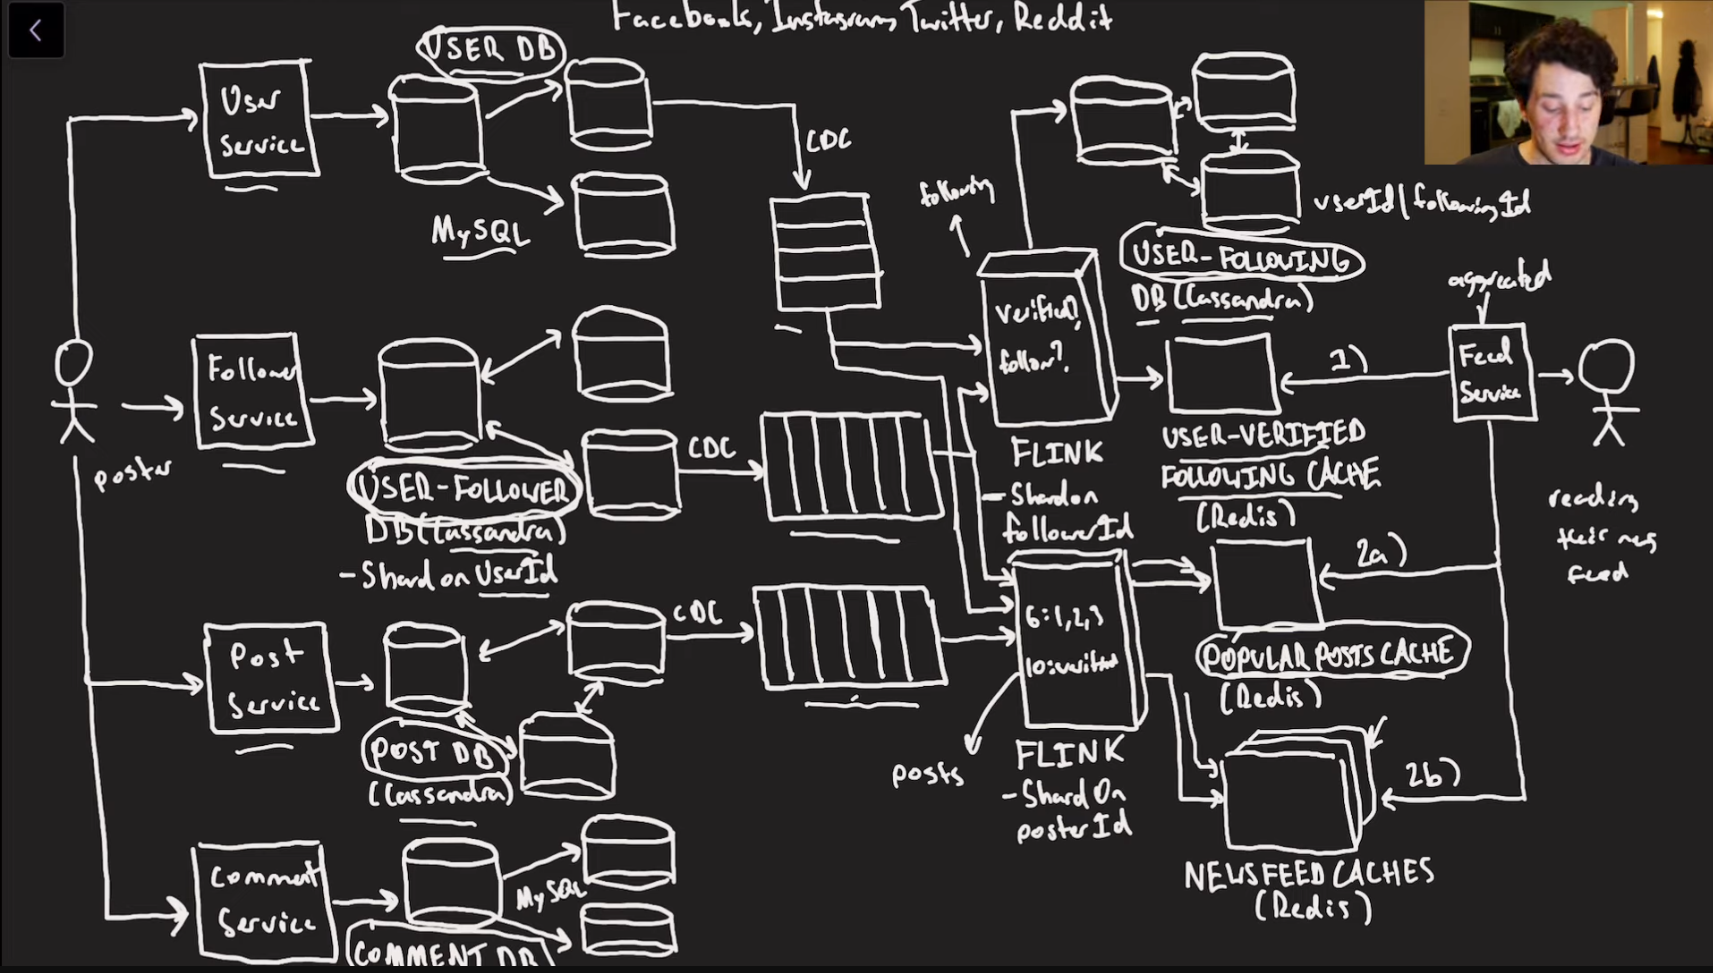 Facebook, Instagram, Twitter, Reddit
User
Service
USER DB
MySQL
CDC
Follower
Service
poster
USER-FOLLOWER
DB (Cassandra)
- Shard on UserId
CDC
Post
Service
POST DB
(Cassandra)
CDC
Comment
Service
MySQL
COMMENT DB
following
verified?
follow?
FLINK
- Shard on
followerId
userId | followingId
USER-FOLLOWING
DB (Cassandra)
USER-VERIFIED
FOLLOWING CACHE
(Redis)
1)
aggregated
Feed
Service
reading
their news
feed
6:1,2,3
10:verified
posts
FLINK
- Shard On
posterId
2a)
POPULAR POSTS CACHE
(Redis)
2b)
NEWSFEED CACHES
(Redis)